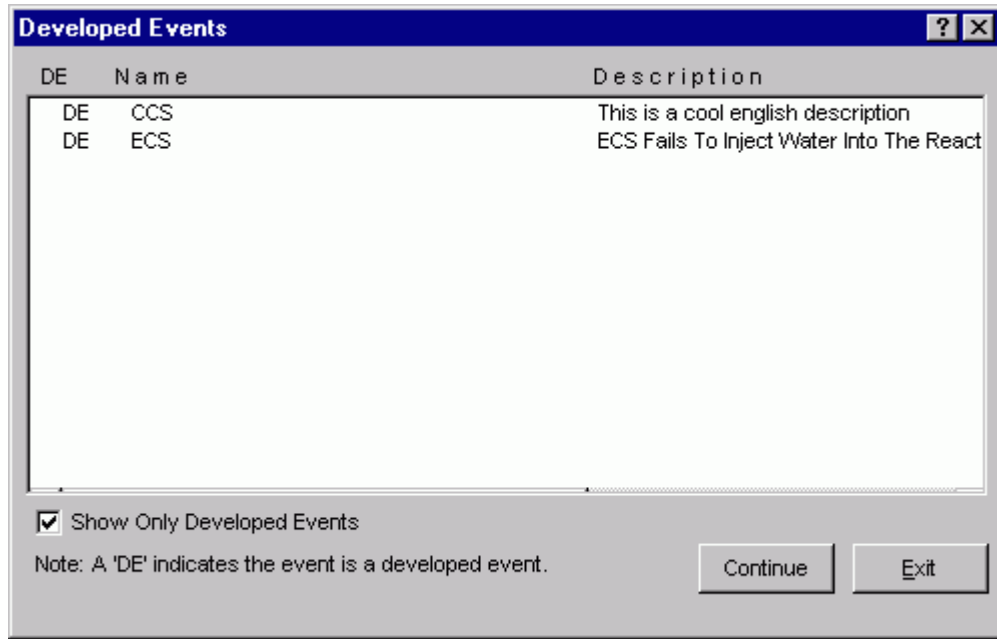 Developed Events
DE Name Description
DE CCS This is a cool english description
DE ECS ECS Fails To Inject Water Into The React
Show Only Developed Events
Note: A 'DE' indicates the event is a developed event.
Continue Exit